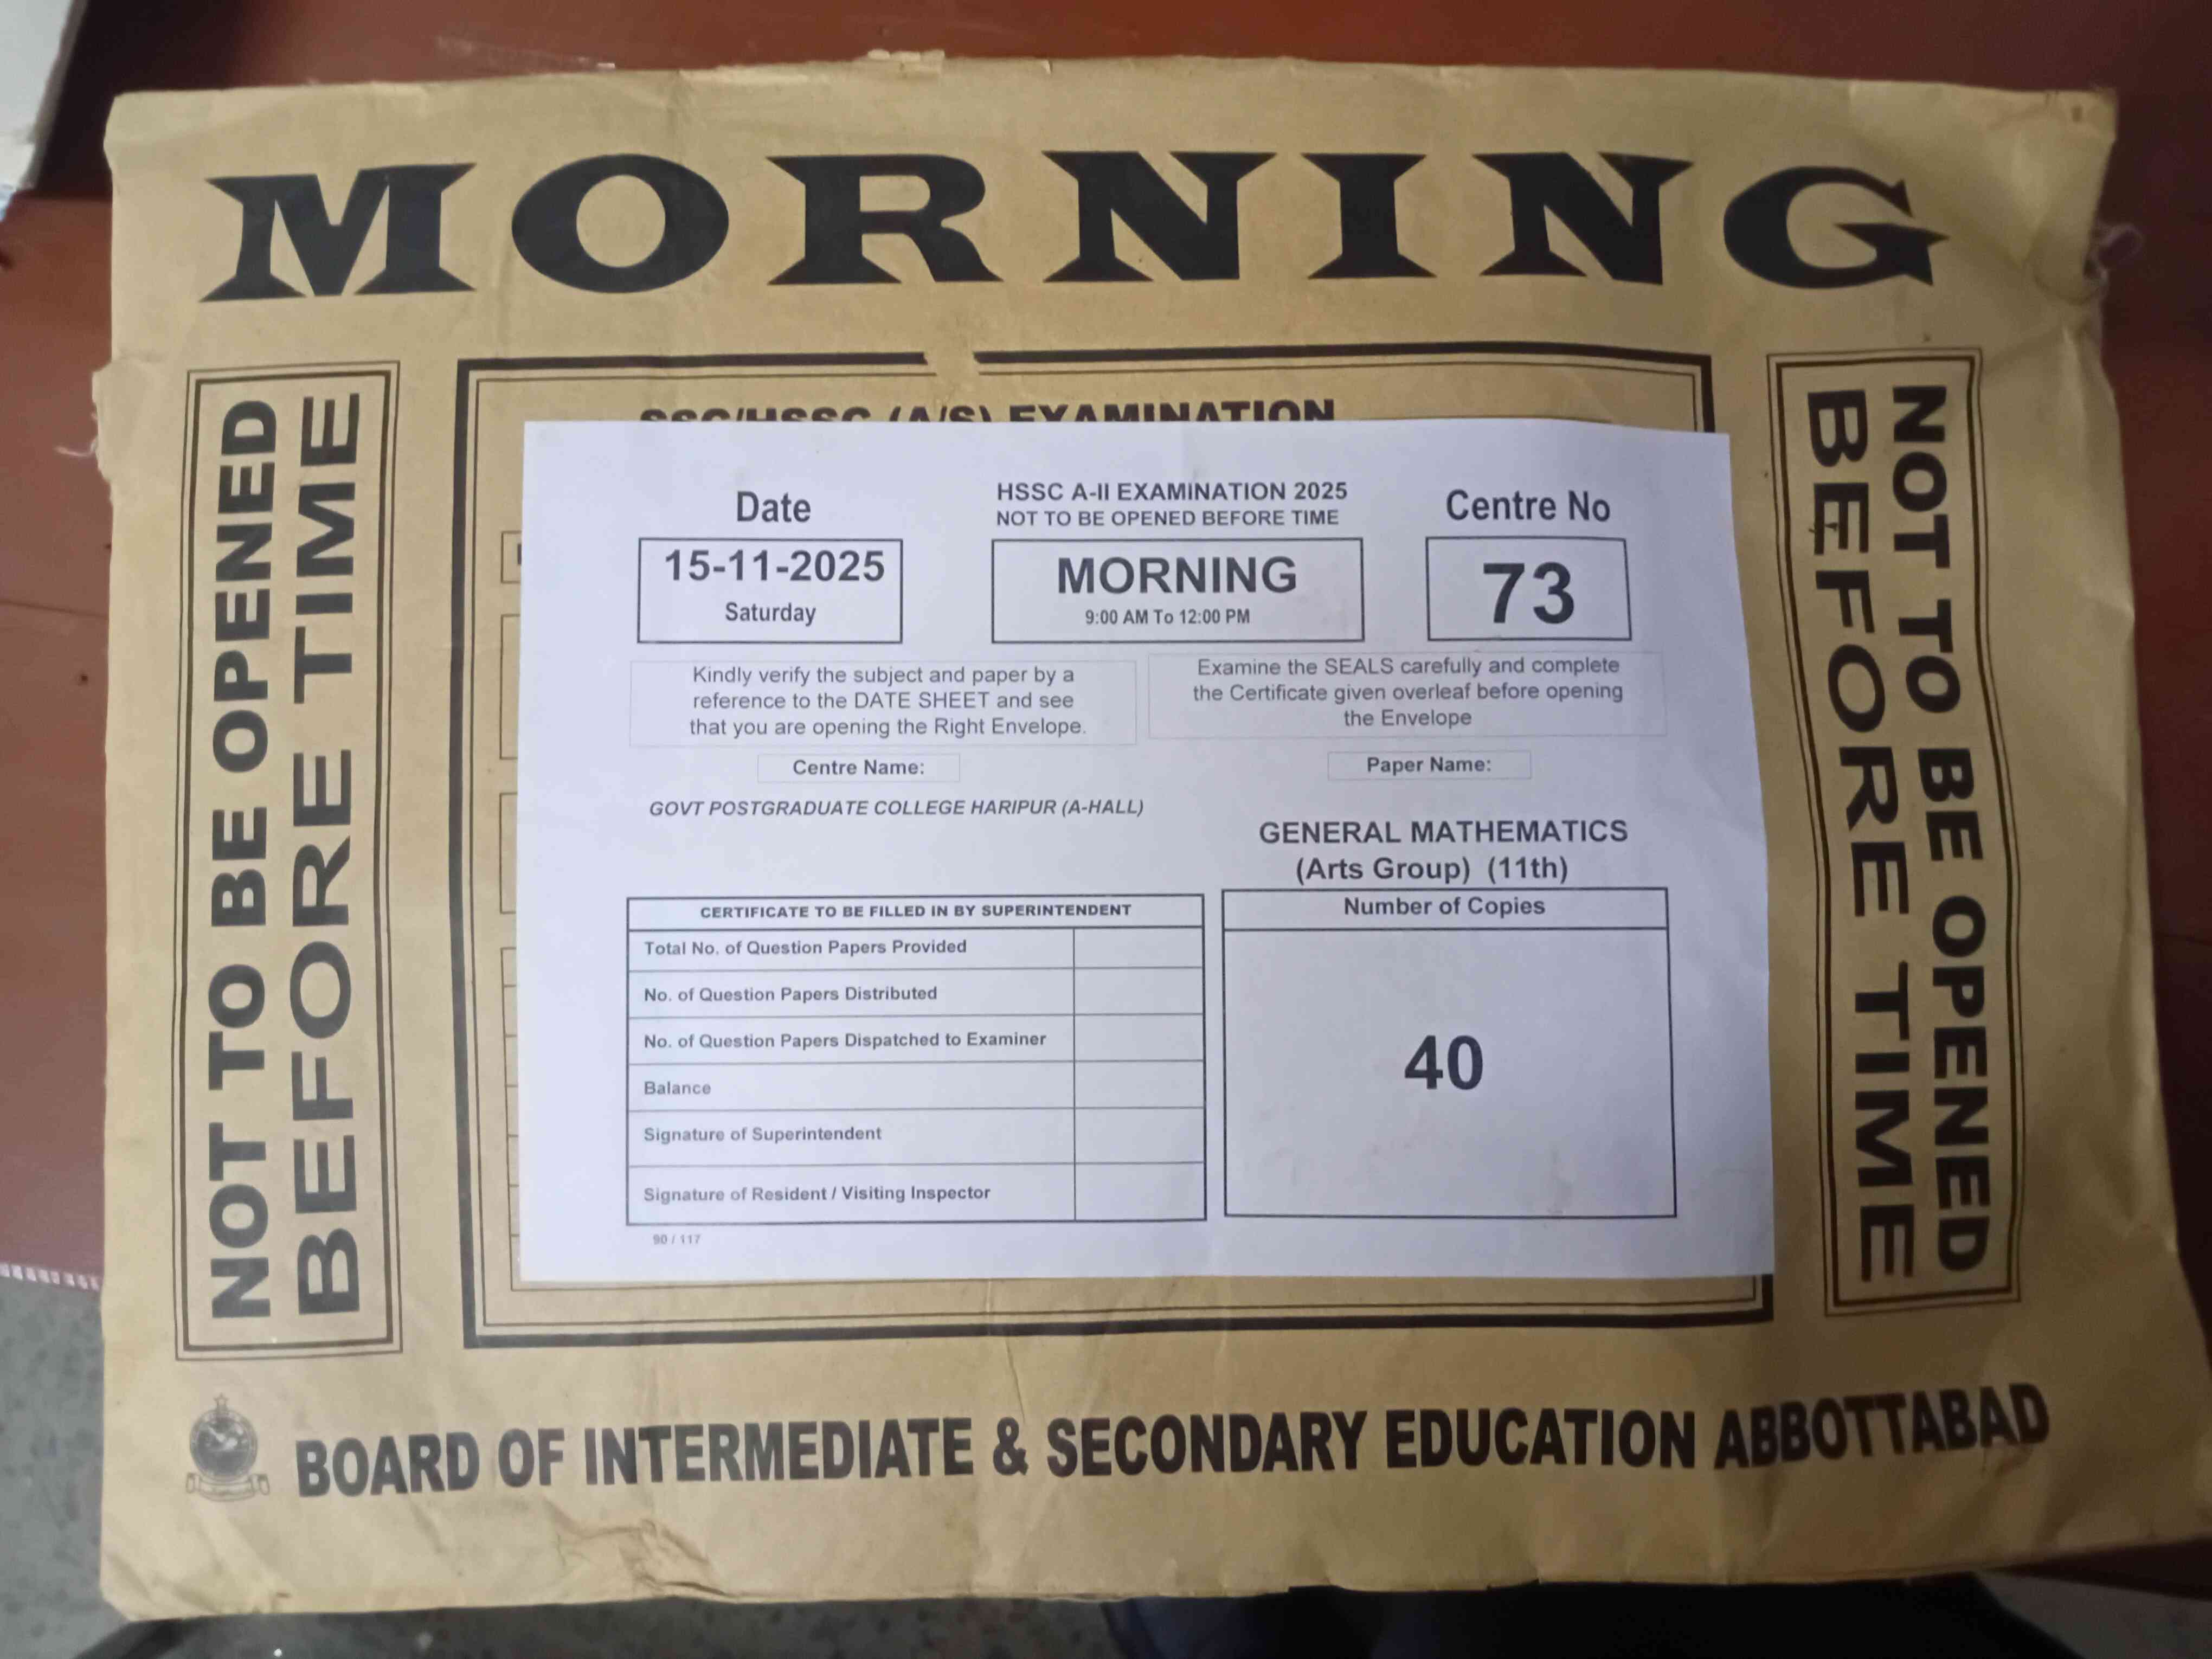 MORNING
NOT TO BE OPENED
BEFORE TIME
SSC/HSSC (A/S) EXAMINATION
NOT TO BE OPENED
BEFORE TIME
Date
HSSC A-II EXAMINATION 2025
NOT TO BE OPENED BEFORE TIME
Centre No
15-11-2025
Saturday
MORNING
9:00 AM To 12:00 PM
73
Kindly verify the subject and paper by a
reference to the DATE SHEET and see
that you are opening the Right Envelope.
Examine the SEALS carefully and complete
the Certificate given overleaf before opening
the Envelope
Centre Name:
Paper Name:
GOVT POSTGRADUATE COLLEGE HARIPUR (A-HALL)
GENERAL MATHEMATICS
(Arts Group) (11th)
CERTIFICATE TO BE FILLED IN BY SUPERINTENDENT
Total No. of Question Papers Provided
No. of Question Papers Distributed
No. of Question Papers Dispatched to Examiner
Balance
Signature of Superintendent
Signature of Resident / Visiting Inspector
Number of Copies
40
90 / 117
BOARD OF INTERMEDIATE & SECONDARY EDUCATION ABBOTTABAD